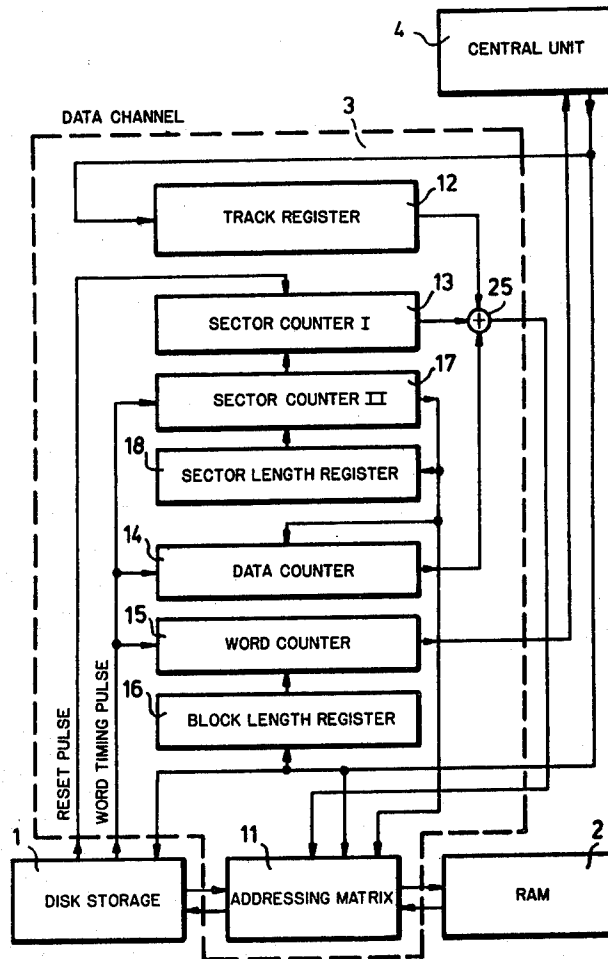 4
CENTRAL UNIT
DATA CHANNEL
3
12
TRACK REGISTER
13
SECTOR COUNTER I
25
+
17
SECTOR COUNTER II
18
SECTOR LENGTH REGISTER
14
DATA COUNTER
15
WORD COUNTER
16
BLOCK LENGTH REGISTER
RESET PULSE
WORD TIMING PULSE
1
DISK STORAGE
11
ADDRESSING MATRIX
2
RAM